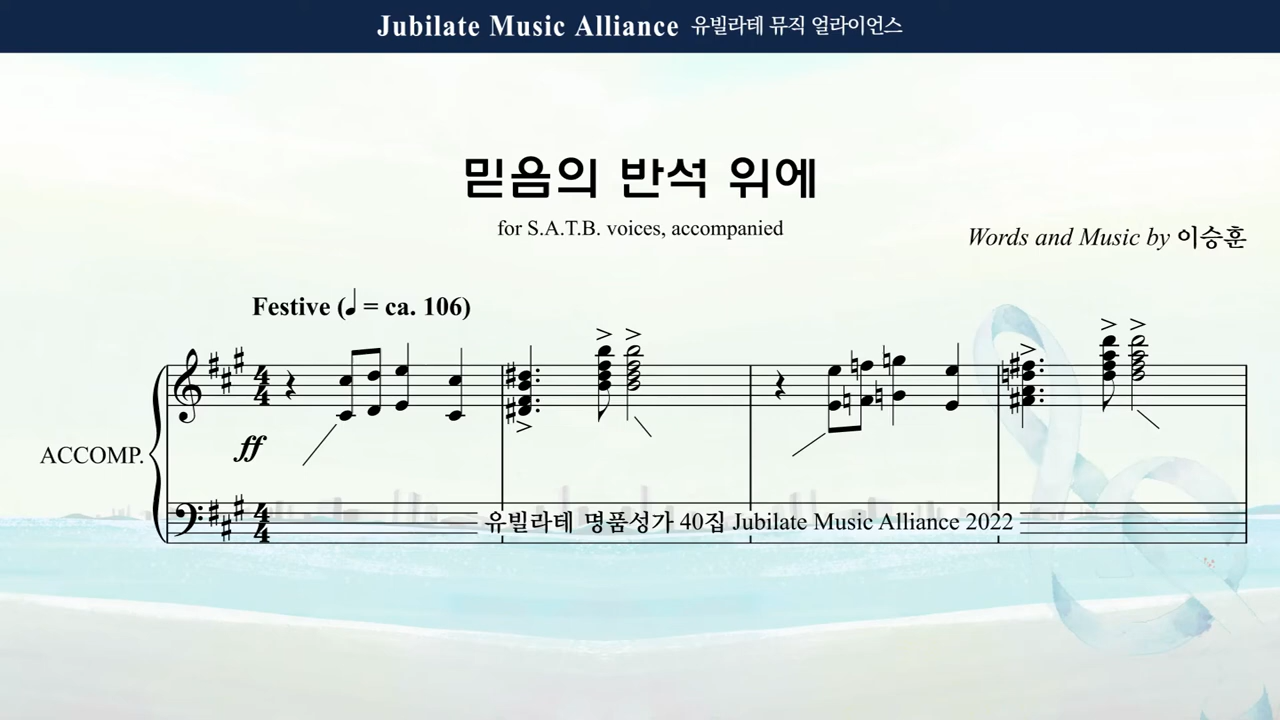 Jubilate Music Alliance 유빌라테 뮤직 얼라이언스
믿음의 반석 위에
for S.A.T.B. voices, accompanied
Words and Music by 이승훈
Festive (♩ = ca. 106)
ff
ACCOMP.
유빌라테 명품성가 40집 Jubilate Music Alliance 2022